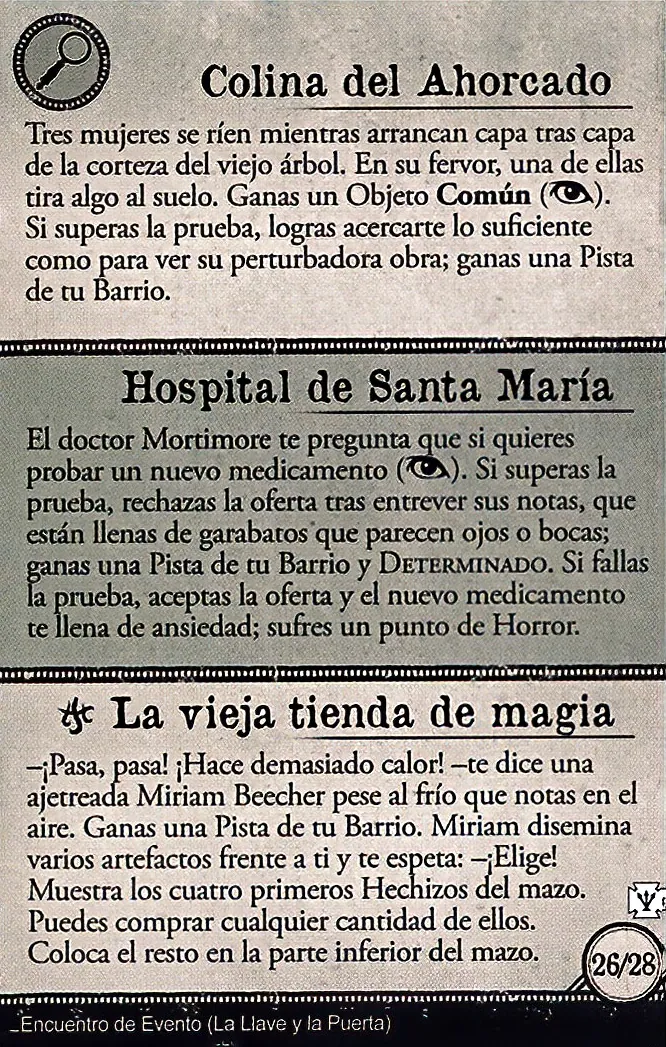 Colina del Ahorcado
Tres mujeres se ríen mientras arrancan capa tras capa
de la corteza del viejo árbol. En su fervor, una de ellas
tira algo al suelo. Ganas un Objeto Común ( ).
Si superas la prueba, logras acercarte lo suficiente
como para ver su perturbadora obra; ganas una Pista
de tu Barrio.
Hospital de Santa María
El doctor Mortimore te pregunta que si quieres
probar un nuevo medicamento ( ). Si superas la
prueba, rechazas la oferta tras entrever sus notas, que
están llenas de garabatos que parecen ojos o bocas;
ganas una Pista de tu Barrio y DETERMINADO. Si fallas
la prueba, aceptas la oferta y el nuevo medicamento
te llena de ansiedad; sufres un punto de Horror.
La vieja tienda de magia
–¡Pasa, pasa! ¡Hace demasiado calor! –te dice una
ajetreada Miriam Beecher pese al frío que notas en el
aire. Ganas una Pista de tu Barrio. Miriam disemina
varios artefactos frente a ti y te espeta: –¡Elige!
Muestra los cuatro primeros Hechizos del mazo.
Puedes comprar cualquier cantidad de ellos.
Coloca el resto en la parte inferior del mazo.
26/28
_Encuentro de Evento (La Llave y la Puerta)